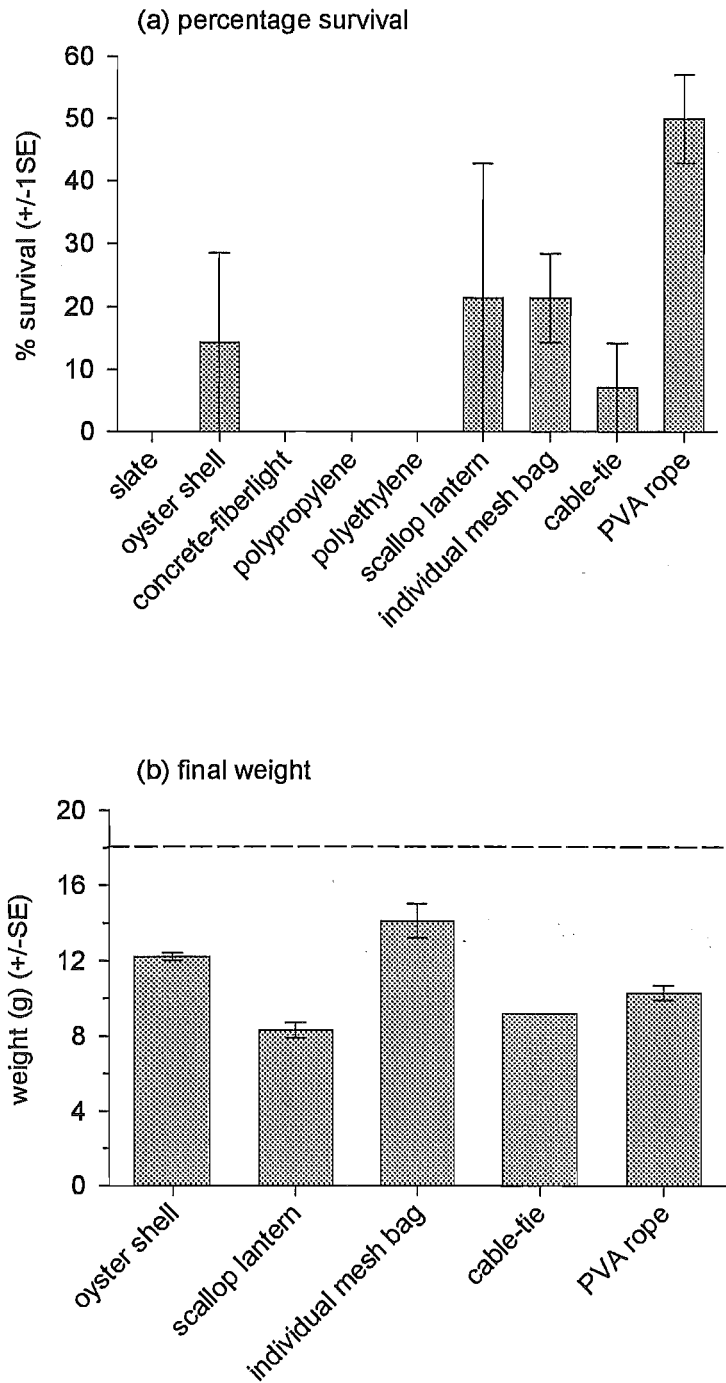 (a) percentage survival
60
50
40
30
20
10
0
% survival (+/-1SE)
slate
oyster shell
concrete-fiberlight
polypropylene
polyethylene
scallop lantern
individual mesh bag
cable-tie
PVA rope
(b) final weight
20
16
12
8
4
0
weight (g) (+/-SE)
oyster shell
scallop lantern
individual mesh bag
cable-tie
PVA rope